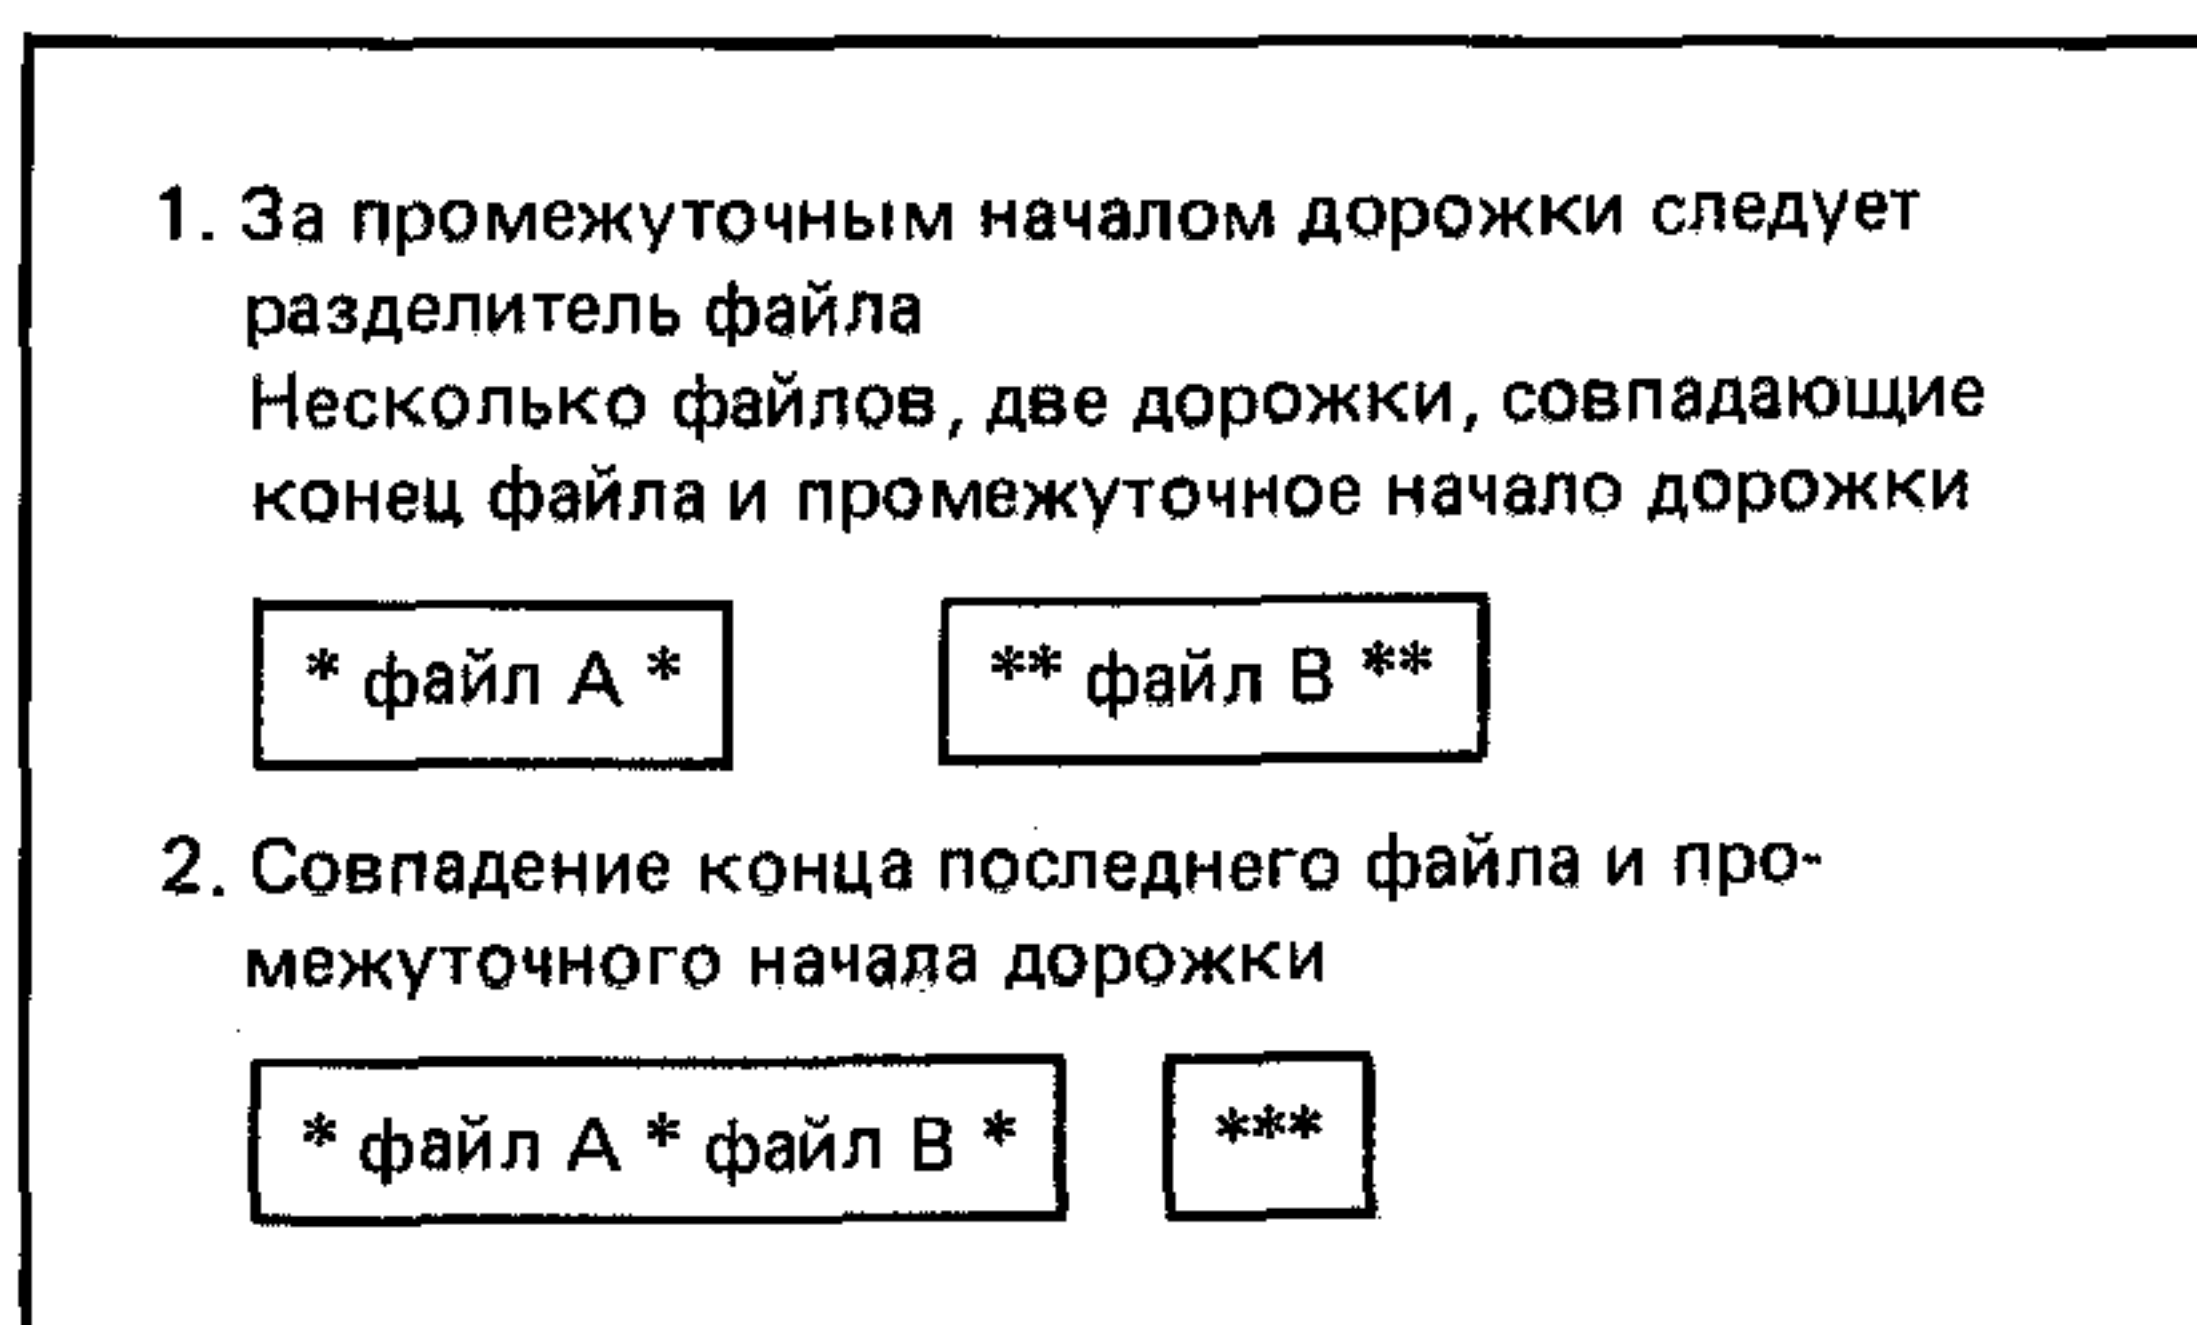 1. За промежуточным началом дорожки следует
разделитель файла
Несколько файлов, две дорожки, совпадающие
конец файла и промежуточное начало дорожки
* файл А *    ** файл В **
2. Совпадение конца последнего файла и про-
межуточного начала дорожки
* файл А * файл В *    ***